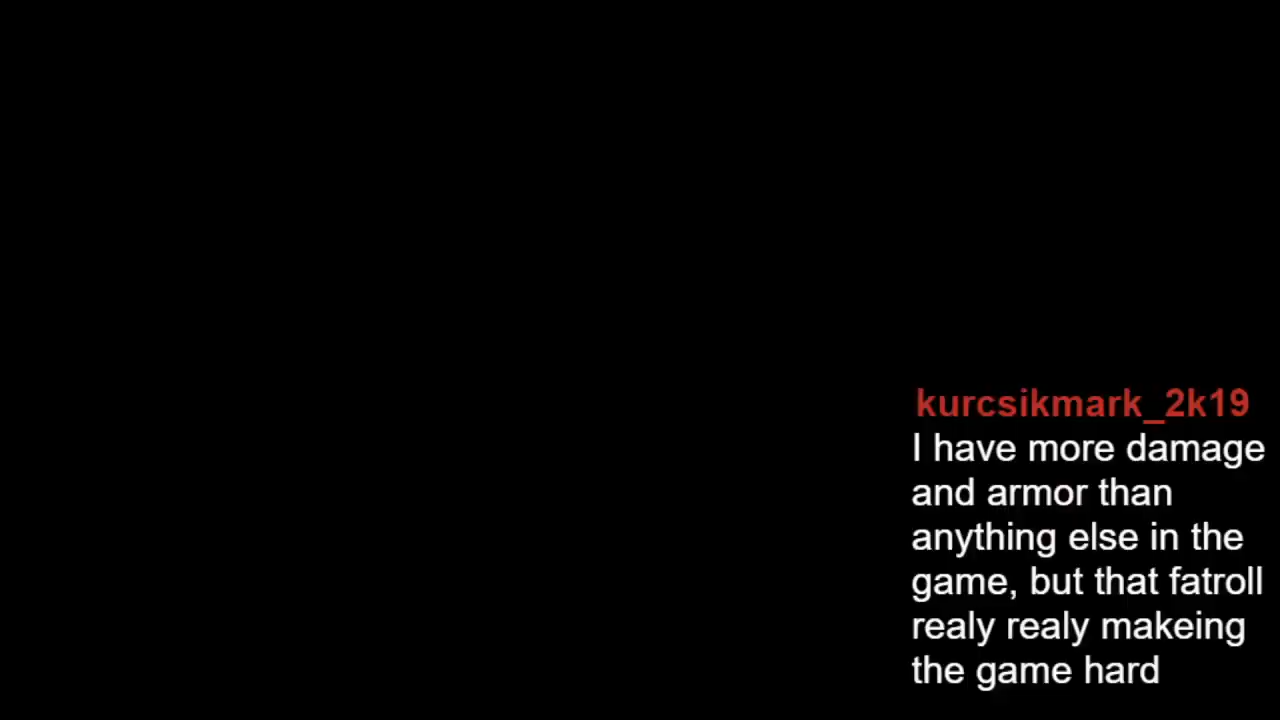 kurcsikmark_2k19
I have more damage
and armor than
anything else in the
game, but that fatroll
realy realy makeing
the game hard